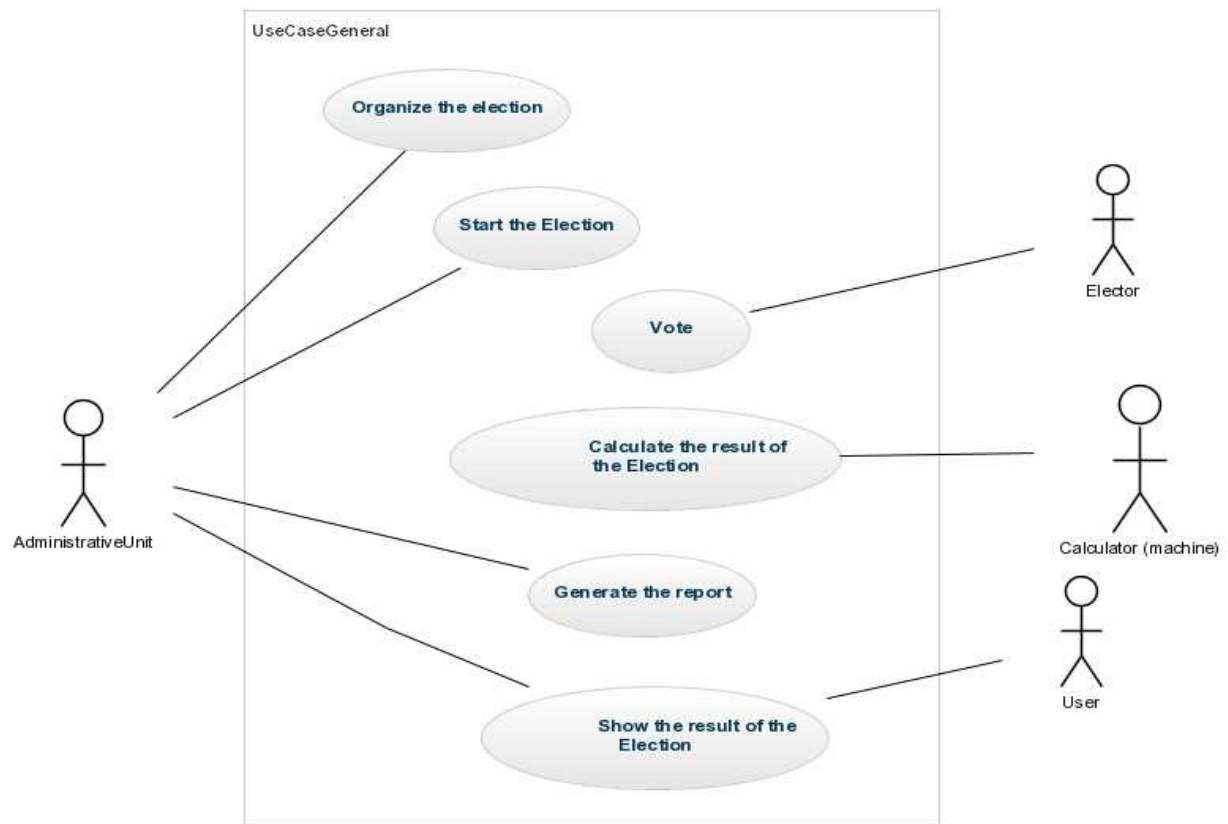 UseCaseGeneral
Organize the election
Start the Election
Elector
Vote
Calculate the result of
the Election
AdministrativeUnit
Calculator (machine)
Generate the report
User
Show the result of the
Election